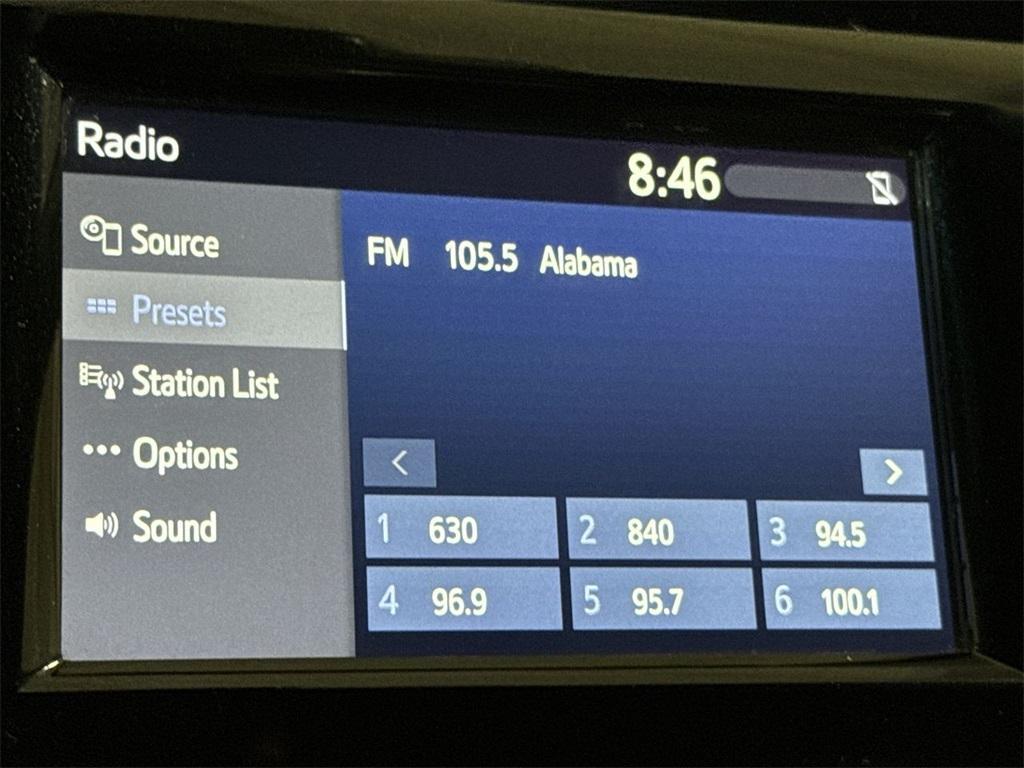 Radio
8:46
Source
Presets
Station List
Options
Sound
FM 105.5 Alabama
<
>
1 630
2 840
3 94.5
4 96.9
5 95.7
6 100.1